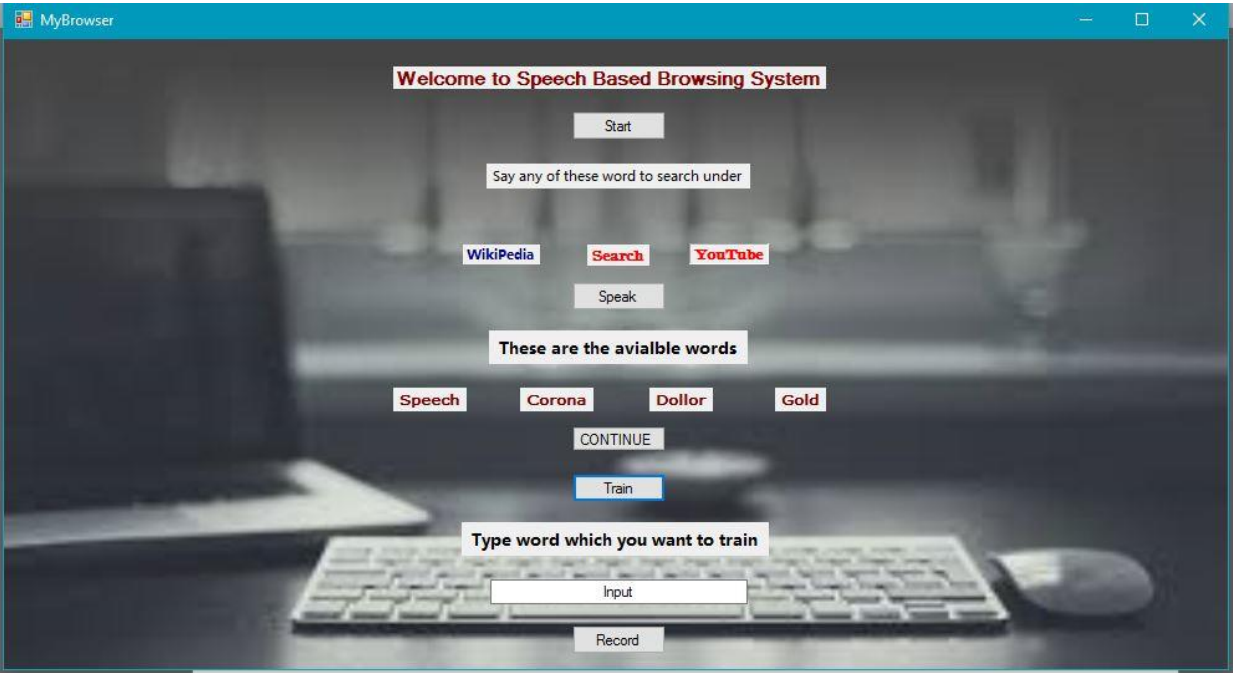 MyBrowser
Welcome to Speech Based Browsing System
Start
Say any of these word to search under
WikiPedia Search YouTube
Speak
These are the avialble words
Speech Corona Dollor Gold
CONTINUE
Train
Type word which you want to train
Input
Record